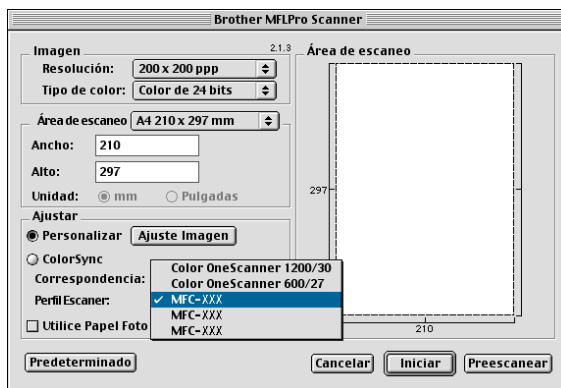 Brother MFLPro Scanner
Imagen
2.1.3
Resolución: 200 x 200 ppp
Tipo de color: Color de 24 bits
Área de escaneo A4 210 x 297 mm
Ancho: 210
Alto: 297
Unidad: mm Pulgadas
Ajustar
Personalizar Ajuste Imagen
ColorSync
Correspondencia:
Perfil Escaner:
Color OneScanner 1200/30
Color OneScanner 600/27
✓ MFC-XXX
MFC-XXX
MFC-XXX
Utilice Papel Foto
Área de escaneo
297
210
Predeterminado
Cancelar
Iniciar
Preescanear